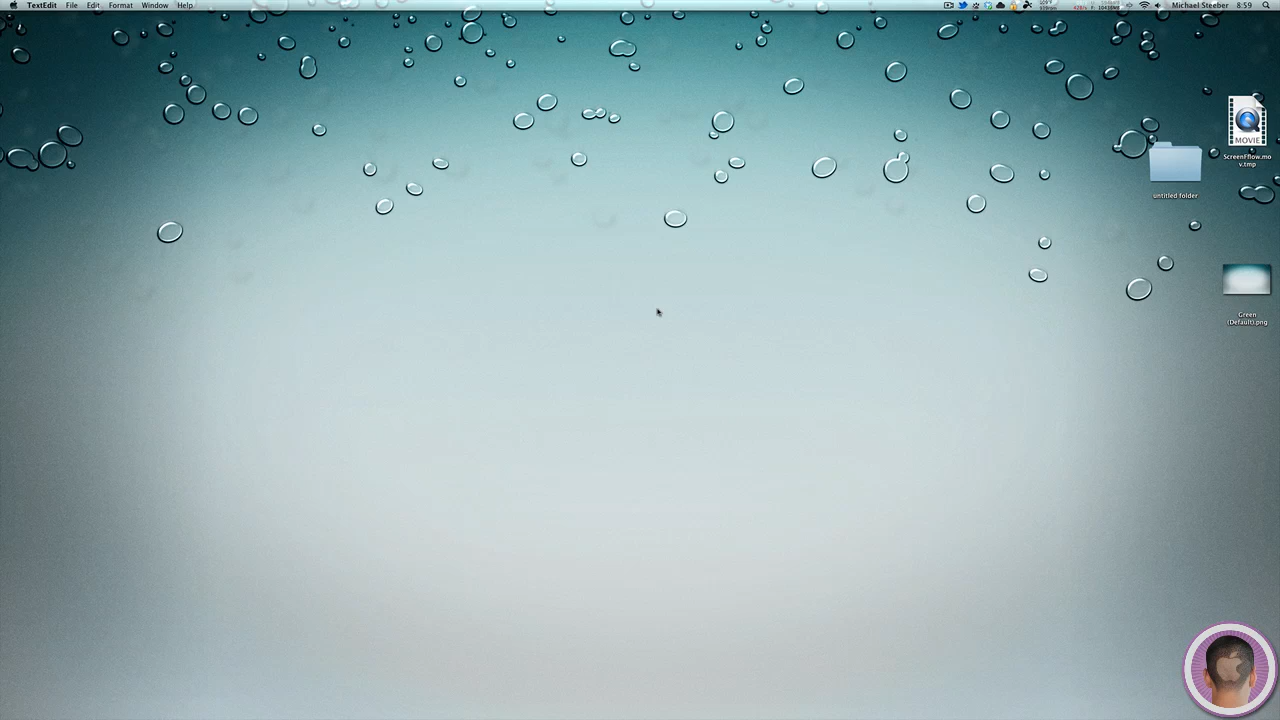 TextEdit File Edit Format Window Help
Michael Steeber 8:59
MOVIE
ScreenFlow.mo
v.tmp
untitled folder
Green
(Default).png